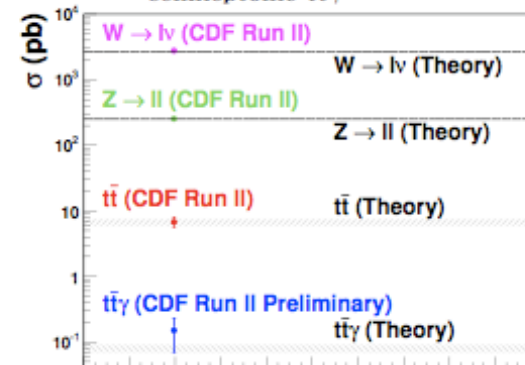 σ (pb)
10⁴
W → lν (CDF Run II)
W → lν (Theory)
10³
Z → ll (CDF Run II)
Z → ll (Theory)
10²
tt̄ (CDF Run II)
tt̄ (Theory)
10
1
tt̄γ (CDF Run II Preliminary)
tt̄γ (Theory)
10⁻¹